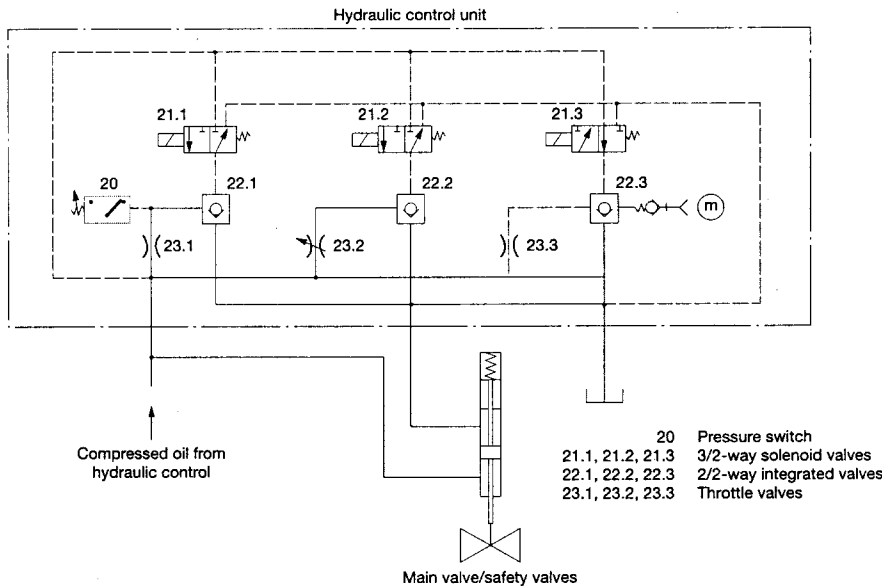 Hydraulic control unit
21.1
21.2
21.3
20
22.1
22.2
22.3
m
23.1
23.2
23.3
Compressed oil from
hydraulic control
20 Pressure switch
21.1, 21.2, 21.3 3/2-way solenoid valves
22.1, 22.2, 22.3 2/2-way integrated valves
23.1, 23.2, 23.3 Throttle valves
Main valve/safety valves